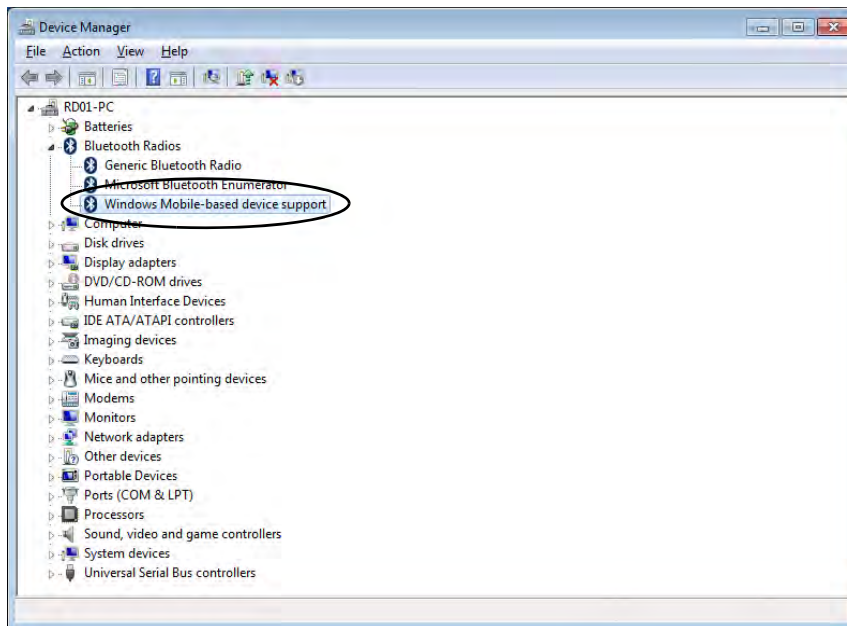 Device Manager
File Action View Help
RD01-PC
Batteries
Bluetooth Radios
Generic Bluetooth Radio
Microsoft Bluetooth Enumerator
Windows Mobile-based device support
Computer
Disk drives
Display adapters
DVD/CD-ROM drives
Human Interface Devices
IDE ATA/ATAPI controllers
Imaging devices
Keyboards
Mice and other pointing devices
Modems
Monitors
Network adapters
Other devices
Portable Devices
Ports (COM & LPT)
Processors
Sound, video and game controllers
System devices
Universal Serial Bus controllers